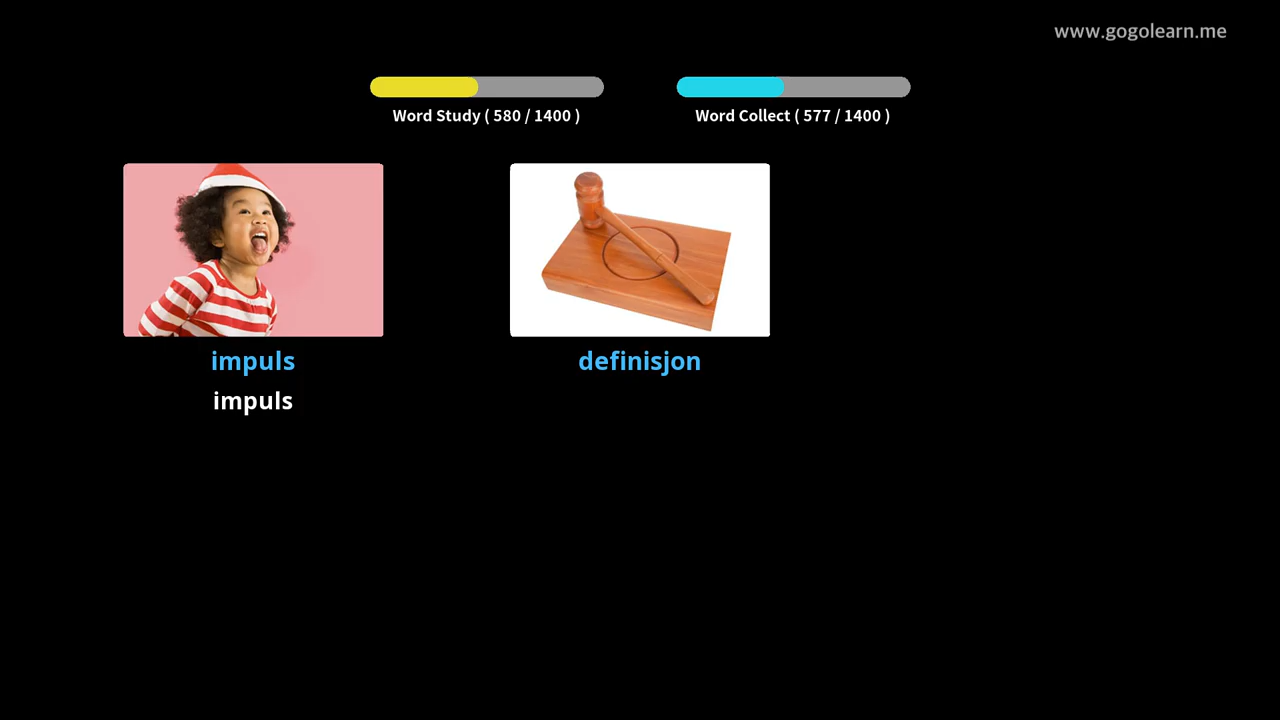 www.gogolearn.me
Word Study ( 580 / 1400 )
Word Collect ( 577 / 1400 )
impuls
definisjon
impuls